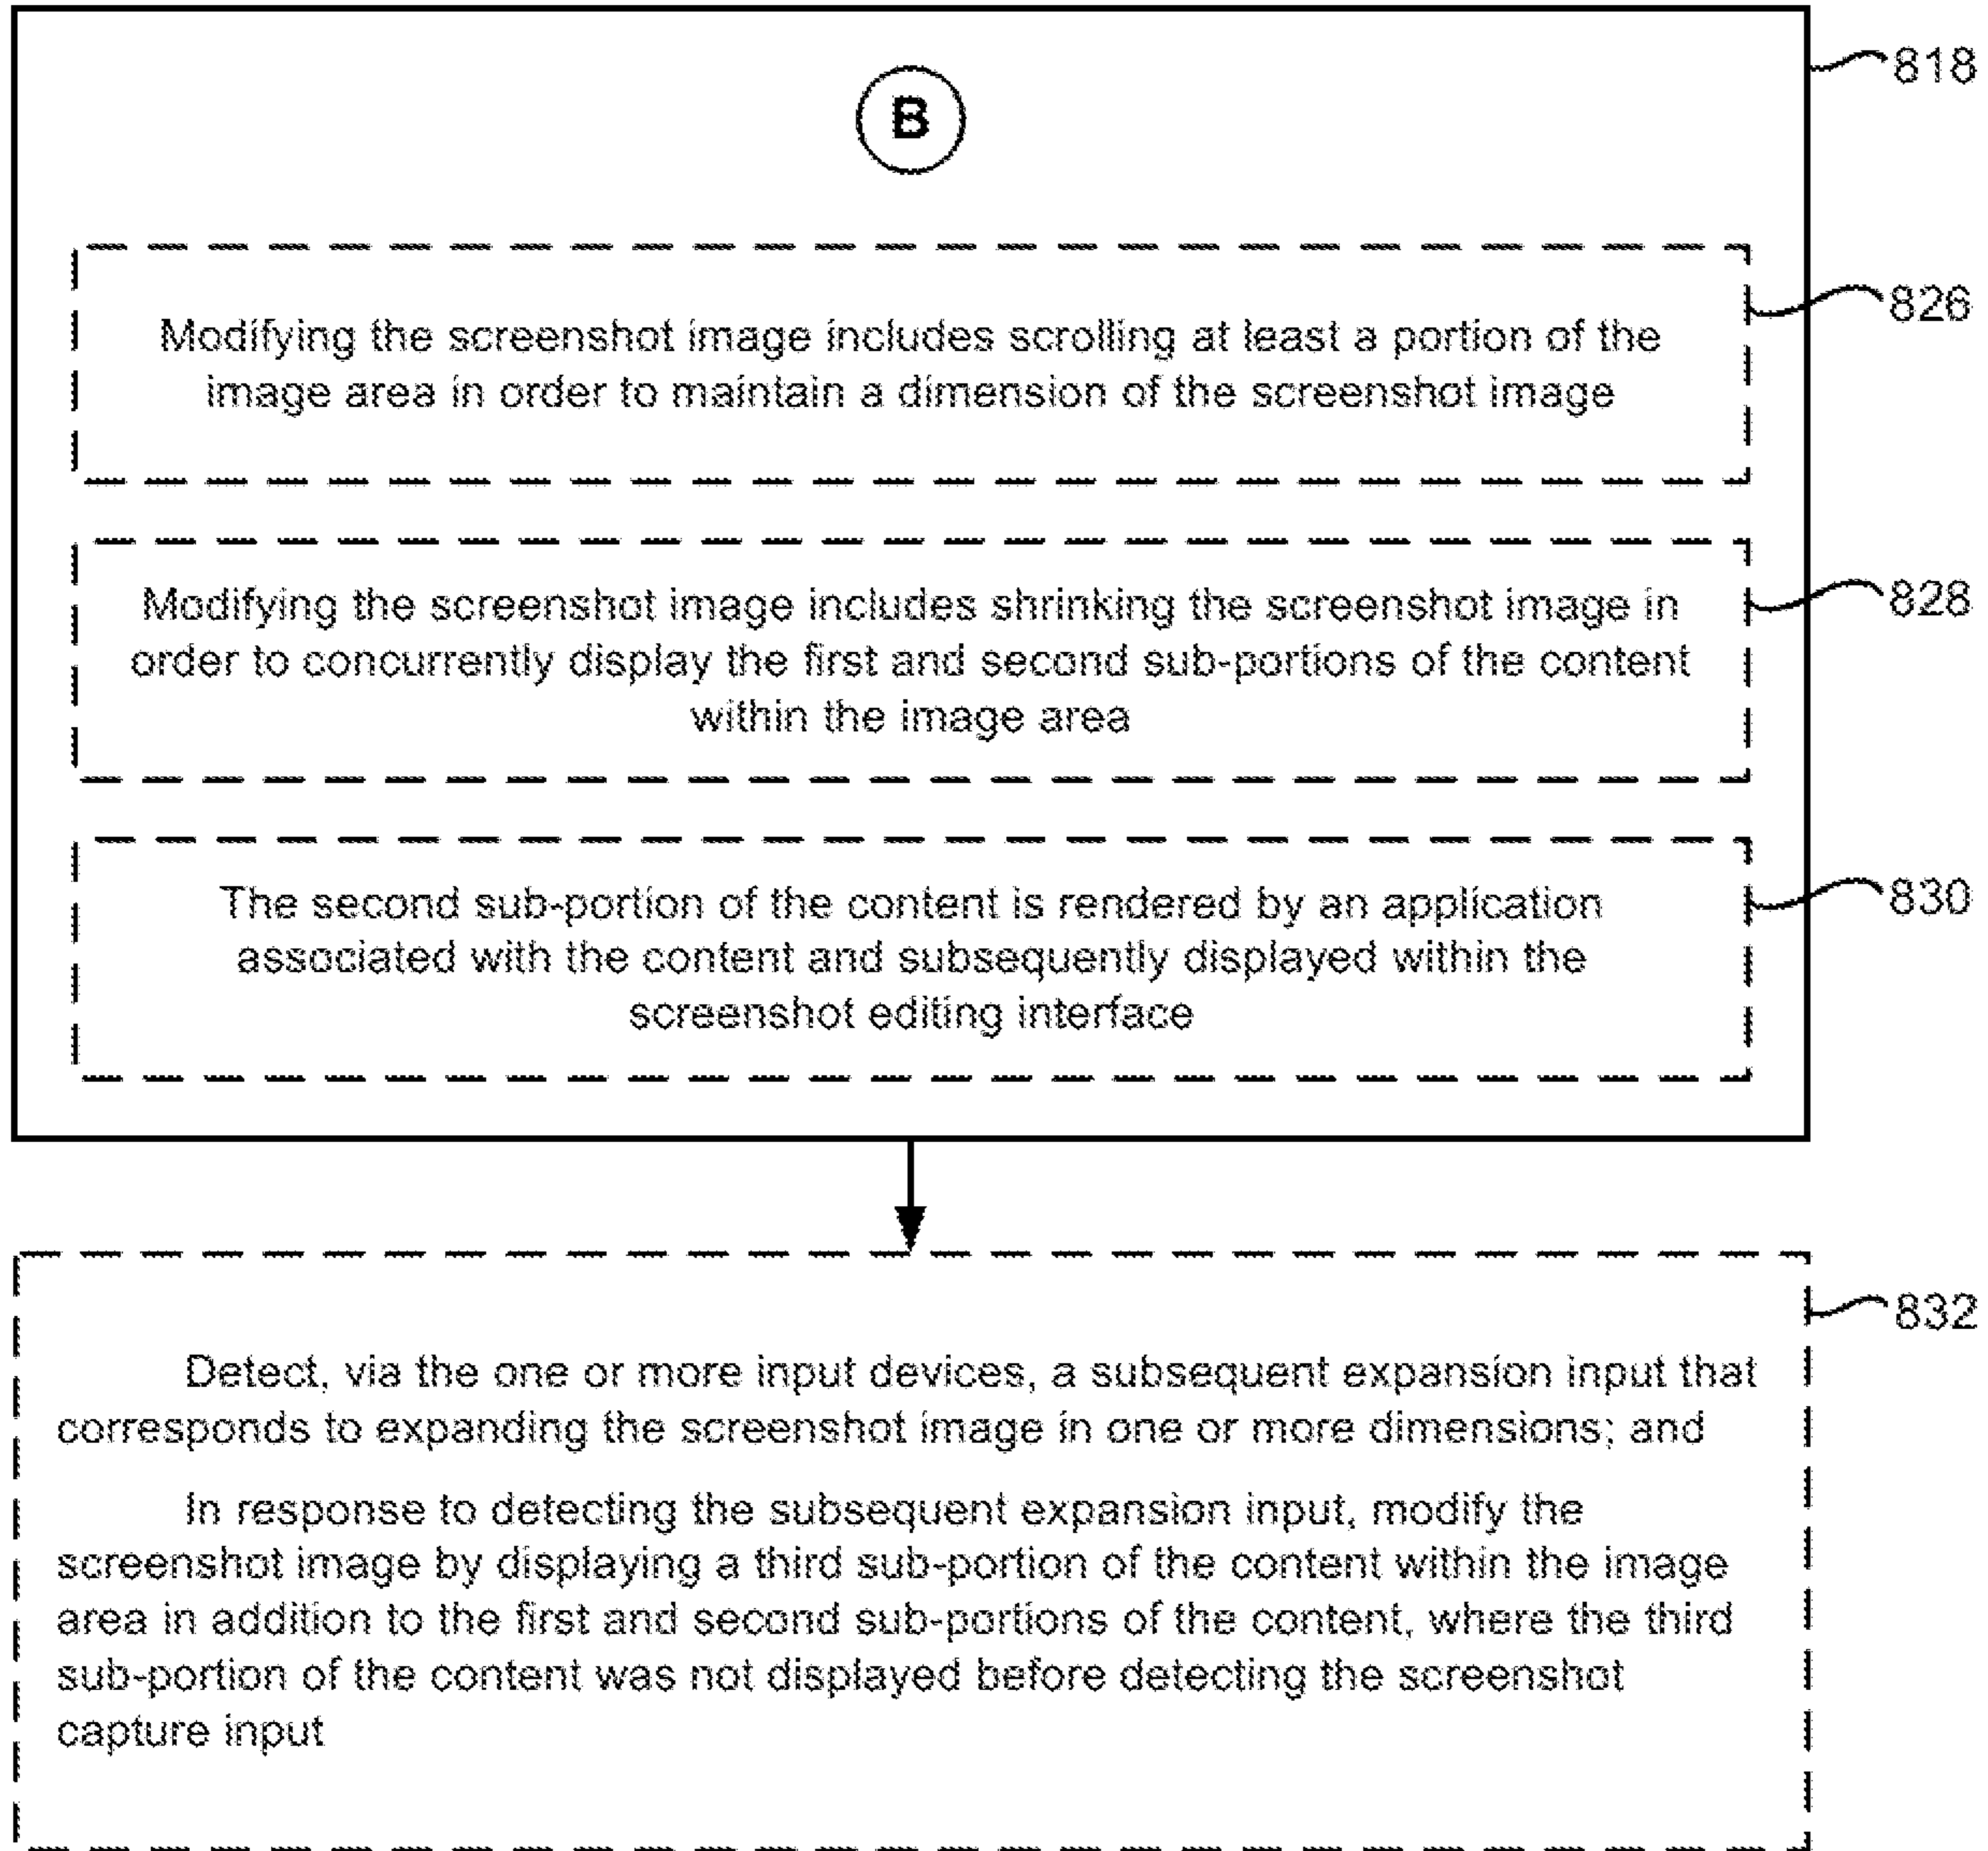 818
B
826
Modifying the screenshot image includes scrolling at least a portion of the
image area in order to maintain a dimension of the screenshot image
828
Modifying the screenshot image includes shrinking the screenshot image in
order to concurrently display the first and second sub-portions of the content
within the image area
830
The second sub-portion of the content is rendered by an application
associated with the content and subsequently displayed within the
screenshot editing interface
832
Detect, via the one or more input devices, a subsequent expansion input that
corresponds to expanding the screenshot image in one or more dimensions; and
In response to detecting the subsequent expansion input, modify the
screenshot image by displaying a third sub-portion of the content within the image
area in addition to the first and second sub-portions of the content, where the third
sub-portion of the content was not displayed before detecting the screenshot
capture input